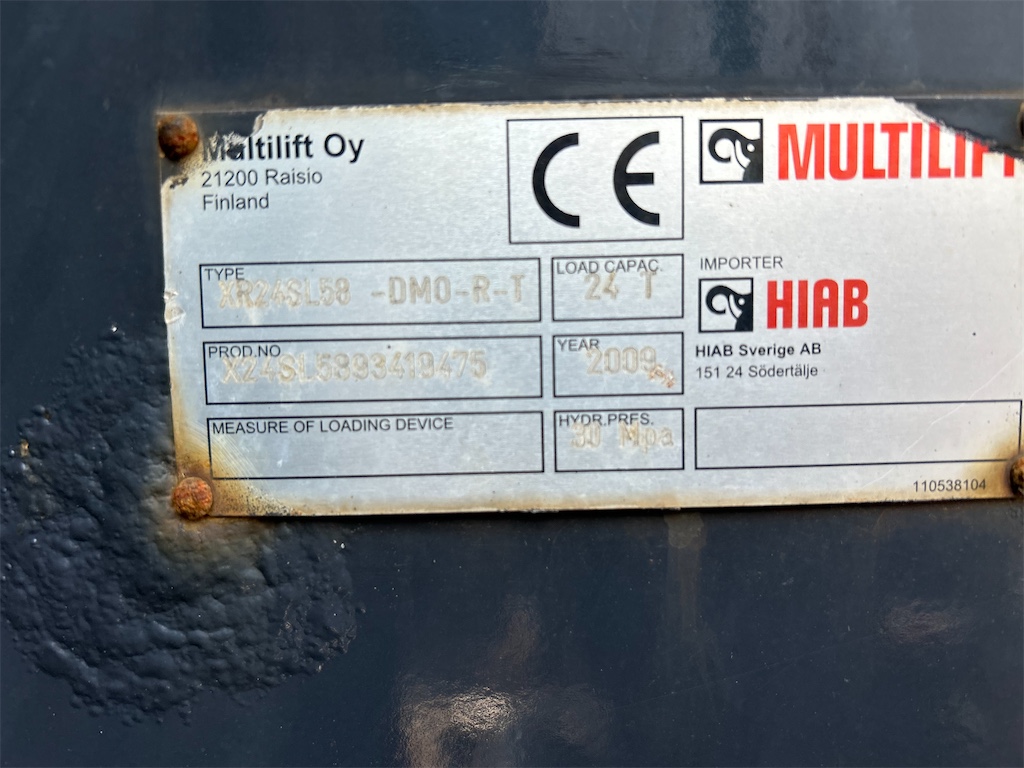 Multilift Oy
21200 Raisio
Finland
CE
MULTILIFT
TYPE
XR24SL58 -DMO-R-T
LOAD CAPAC.
24 T
IMPORTER
HIAB
PROD.NO
X24SL5893419475
YEAR
2009
HIAB Sverige AB
151 24 Södertälje
MEASURE OF LOADING DEVICE
HYDR.PRES.
30 Mpa
110538104